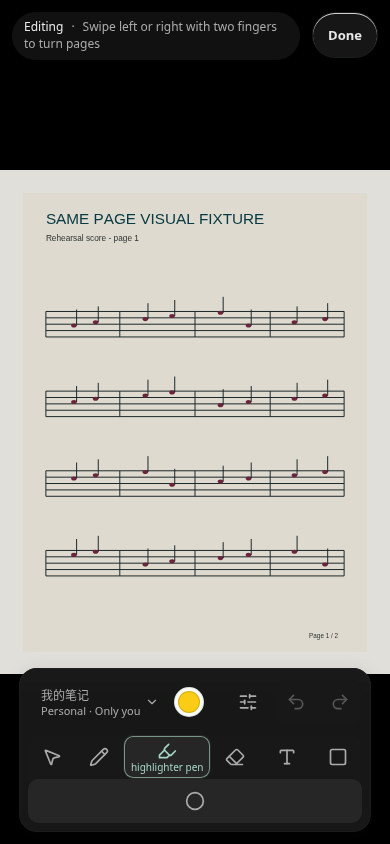 Editing · Swipe left or right with two fingers
to turn pages
Done
SAME PAGE VISUAL FIXTURE
Rehearsal score - page 1
Page 1 / 2
我的笔记
Personal · Only you
highlighter pen
T